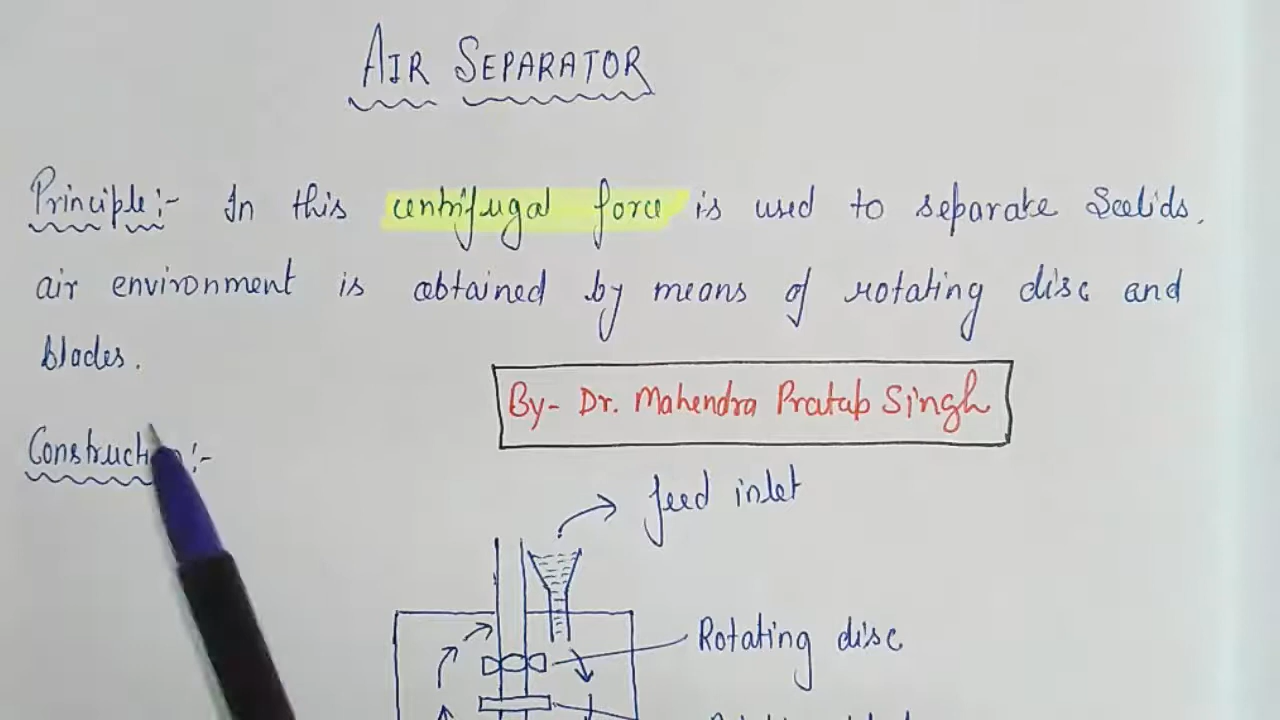 AIR SEPARATOR
Principle:- In this centrifugal force is used to separate Solids.
air environment is obtained by means of rotating disc and
blades.
By- Dr. Mahendra Pratap Singh
Construct :-
feed inlet
Rotating disc